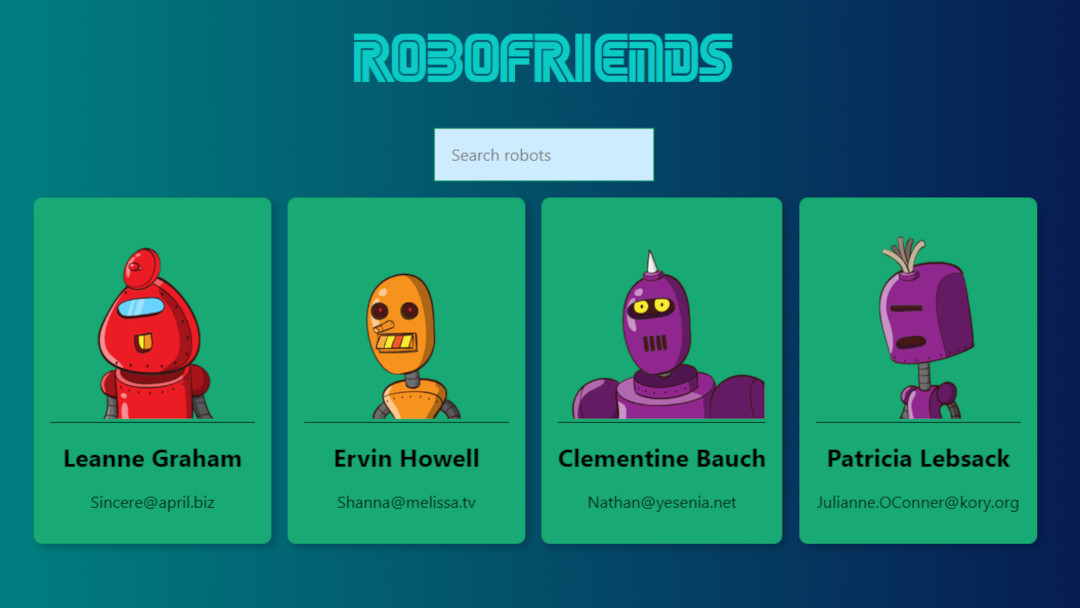 ROBOFRIENDS
Search robots
Leanne Graham
Sincere@april.biz
Ervin Howell
Shanna@melissa.tv
Clementine Bauch
Nathan@yesenia.net
Patricia Lebsack
Julianne.OConner@kory.org